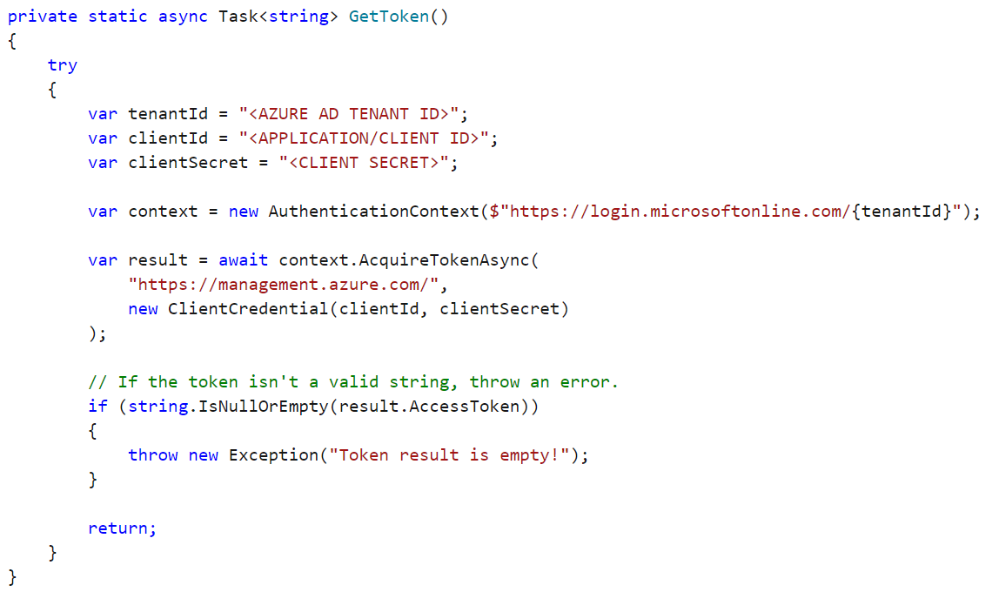 private static async Task<string> GetToken()
{
    try
    {
        var tenantId = "<AZURE AD TENANT ID>";
        var clientId = "<APPLICATION/CLIENT ID>";
        var clientSecret = "<CLIENT SECRET>";

        var context = new AuthenticationContext($"https://login.microsoftonline.com/{tenantId}");

        var result = await context.AcquireTokenAsync(
            "https://management.azure.com/",
            new ClientCredential(clientId, clientSecret)
        );

        // If the token isn't a valid string, throw an error.
        if (string.IsNullOrEmpty(result.AccessToken))
        {
            throw new Exception("Token result is empty!");
        }

        return;
    }
}